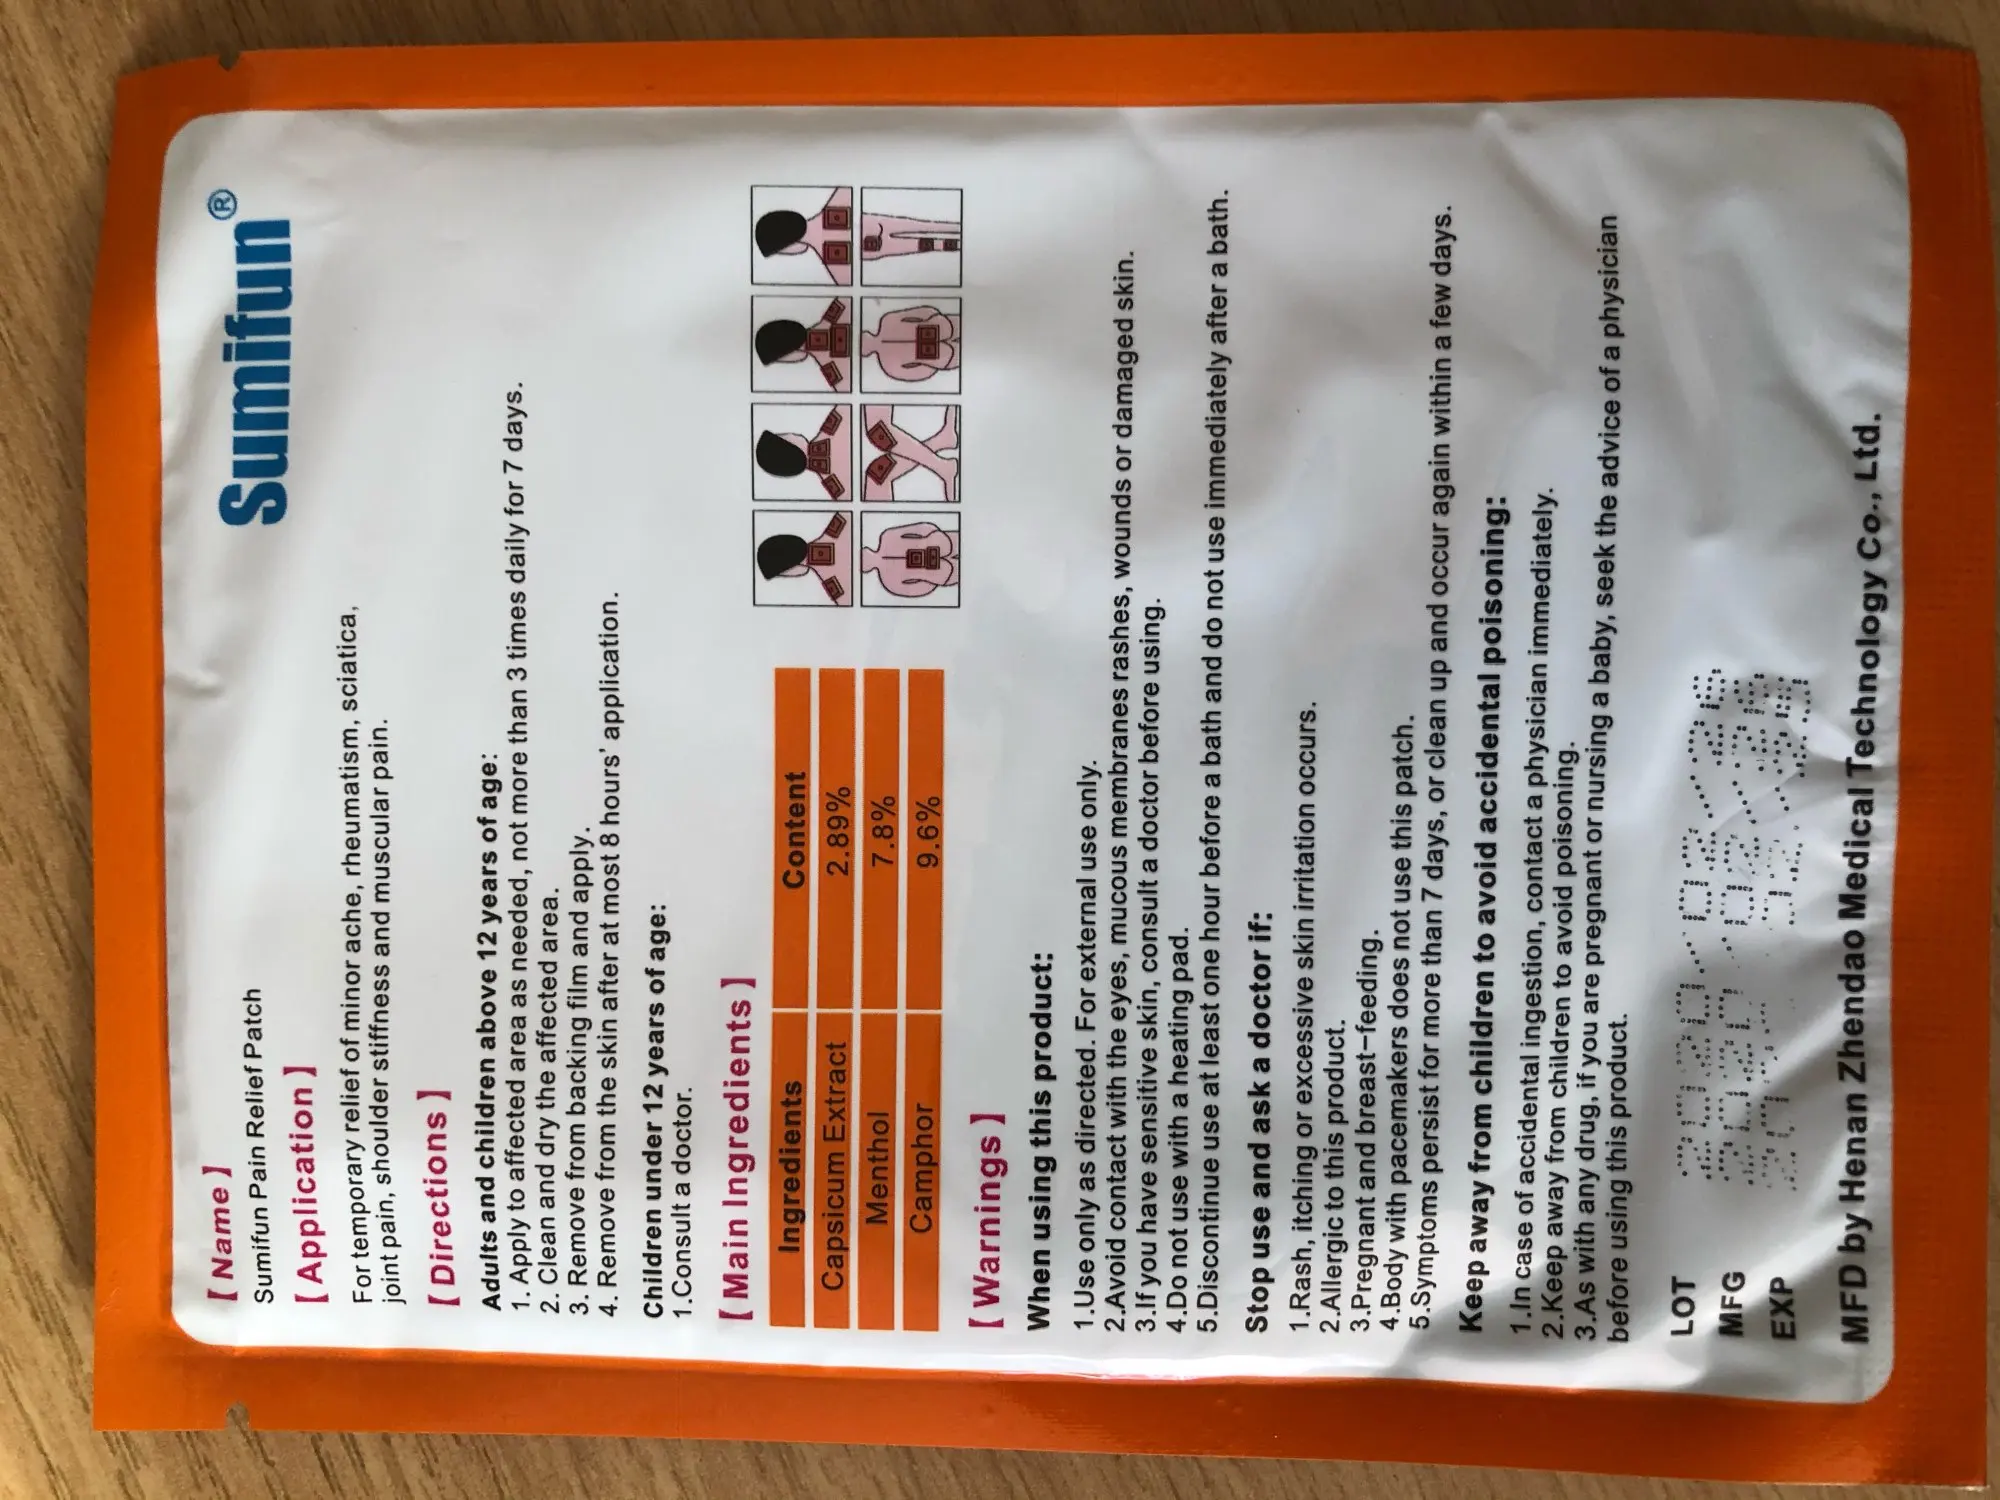 Sumifun®
【Name】
Sumifun Pain Relief Patch
【Application】
For temporary relief of minor ache, rheumatism, sciatica,
joint pain, shoulder stiffness and muscular pain.
【Directions】
Adults and children above 12 years of age:
1. Apply to affected area as needed, not more than 3 times daily for 7 days.
2. Clean and dry the affected area.
3. Remove from backing film and apply.
4. Remove from the skin after at most 8 hours' application.
Children under 12 years of age:
1.Consult a doctor.
【Main Ingredients】
Ingredients Content
Capsicum Extract 2.89%
Menthol 7.8%
Camphor 9.6%
【Warnings】
When using this product:
1.Use only as directed. For external use only.
2.Avoid contact with the eyes, mucous membranes rashes, wounds or damaged skin.
3.If you have sensitive skin, consult a doctor before using.
4.Do not use with a heating pad.
5.Discontinue use at least one hour before a bath and do not use immediately after a bath.
Stop use and ask a doctor if:
1.Rash, itching or excessive skin irritation occurs.
2.Allergic to this product.
3.Pregnant and breast-feeding.
4.Body with pacemakers does not use this patch.
5.Symptoms persist for more than 7 days, or clean up and occur again within a few days.
Keep away from children to avoid accidental poisoning:
1.In case of accidental ingestion, contact a physician immediately.
2.Keep away from children to avoid poisoning.
3.As with any drug, if you are pregnant or nursing a baby, seek the advice of a physician
before using this product.
LOT
MFG
EXP
MFD by Henan Zhendao Medical Technology Co., Ltd.